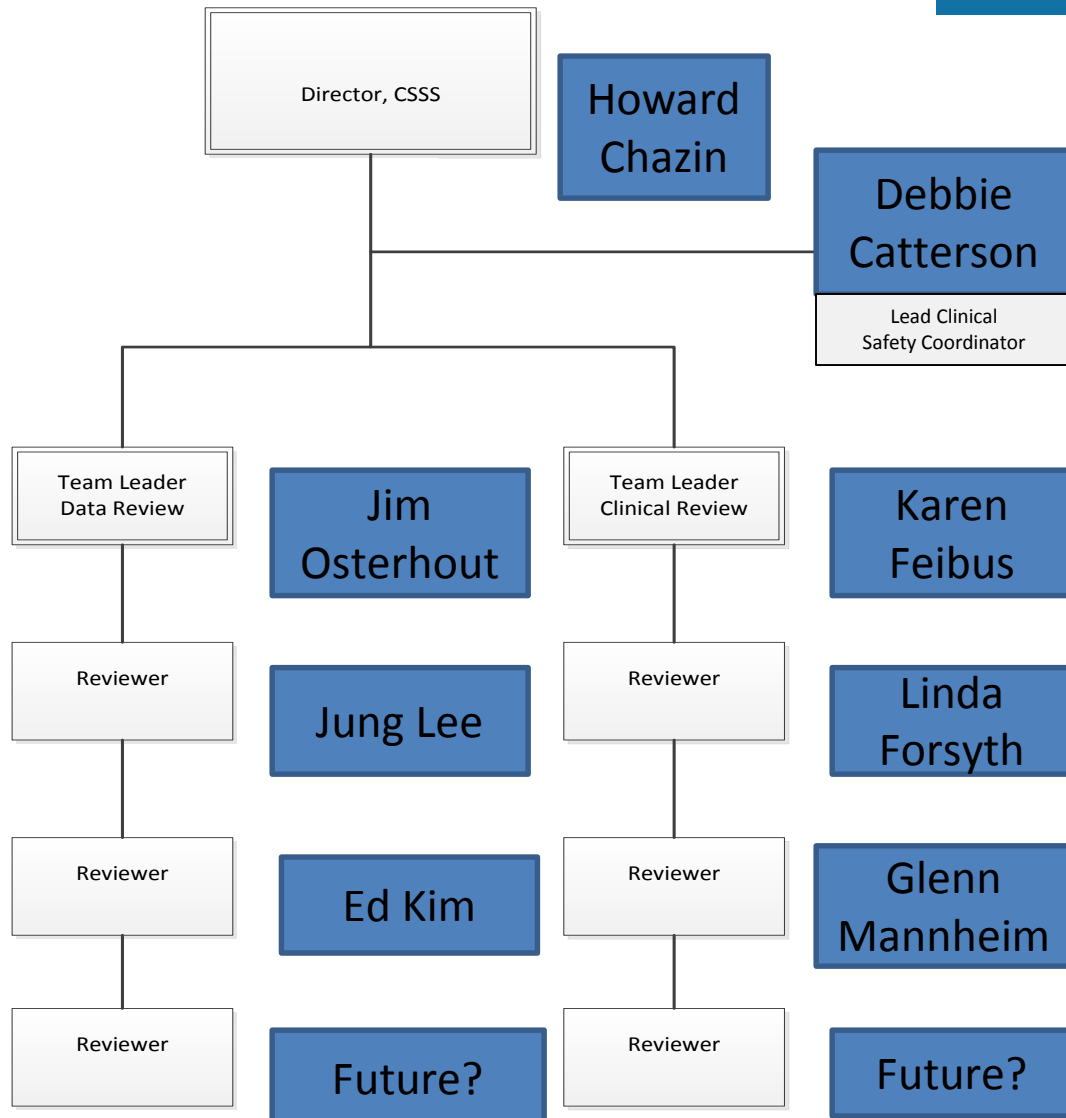 Director, CSSS
Howard
Chazin
Debbie
Catterson
Lead Clinical
Safety Coordinator
Team Leader
Data Review
Jim
Osterhout
Team Leader
Clinical Review
Karen
Feibus
Reviewer
Jung Lee
Reviewer
Linda
Forsyth
Reviewer
Ed Kim
Reviewer
Glenn
Mannheim
Reviewer
Future?
Reviewer
Future?